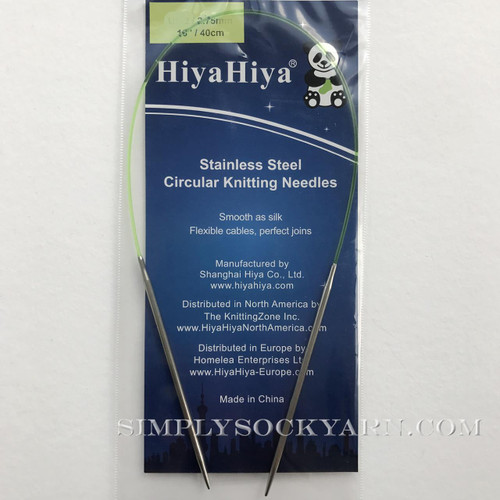 2.75mm
16" / 40cm
HiyaHiya®
Stainless Steel
Circular Knitting Needles
Smooth as silk
Flexible cables, perfect joins
Manufactured by
Shanghai Hiya Co., Ltd.
www.hiyahiya.com
Distributed in North America by
The KnittingZone Inc.
www.HiyaHiyaNorthAmerica.com
Distributed in Europe by
Homelea Enterprises Lt
www.HiyaHiya-Europe.com
Made in China
SIMPLYSOCKYARN.COM